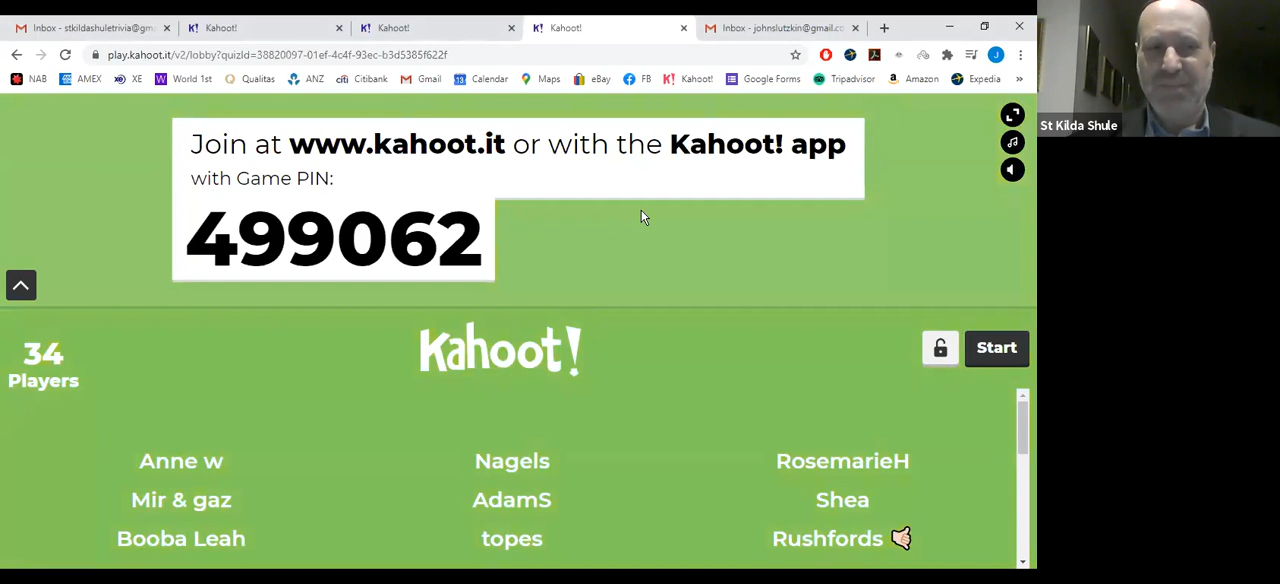 Inbox - stkildashuletrivia@gm
Kahoot!
Kahoot!
Kahoot!
Inbox - johnslutzkin@gmail.co
play.kahoot.it/v2/lobby?quizId=38820097-01ef-4c4f-93ec-b3d5385f622f
NAB
AMEX
XE
World 1st
Qualitas
ANZ
Citibank
Gmail
Calendar
Maps
eBay
FB
Kahoot!
Google Forms
Tripadvisor
Amazon
Expedia
St Kilda Shule
Join at www.kahoot.it or with the Kahoot! app
with Game PIN:
499062
34
Players
Kahoot!
Start
Anne w
Nagels
RosemarieH
Mir & gaz
AdamS
Shea
Booba Leah
topes
Rushfords